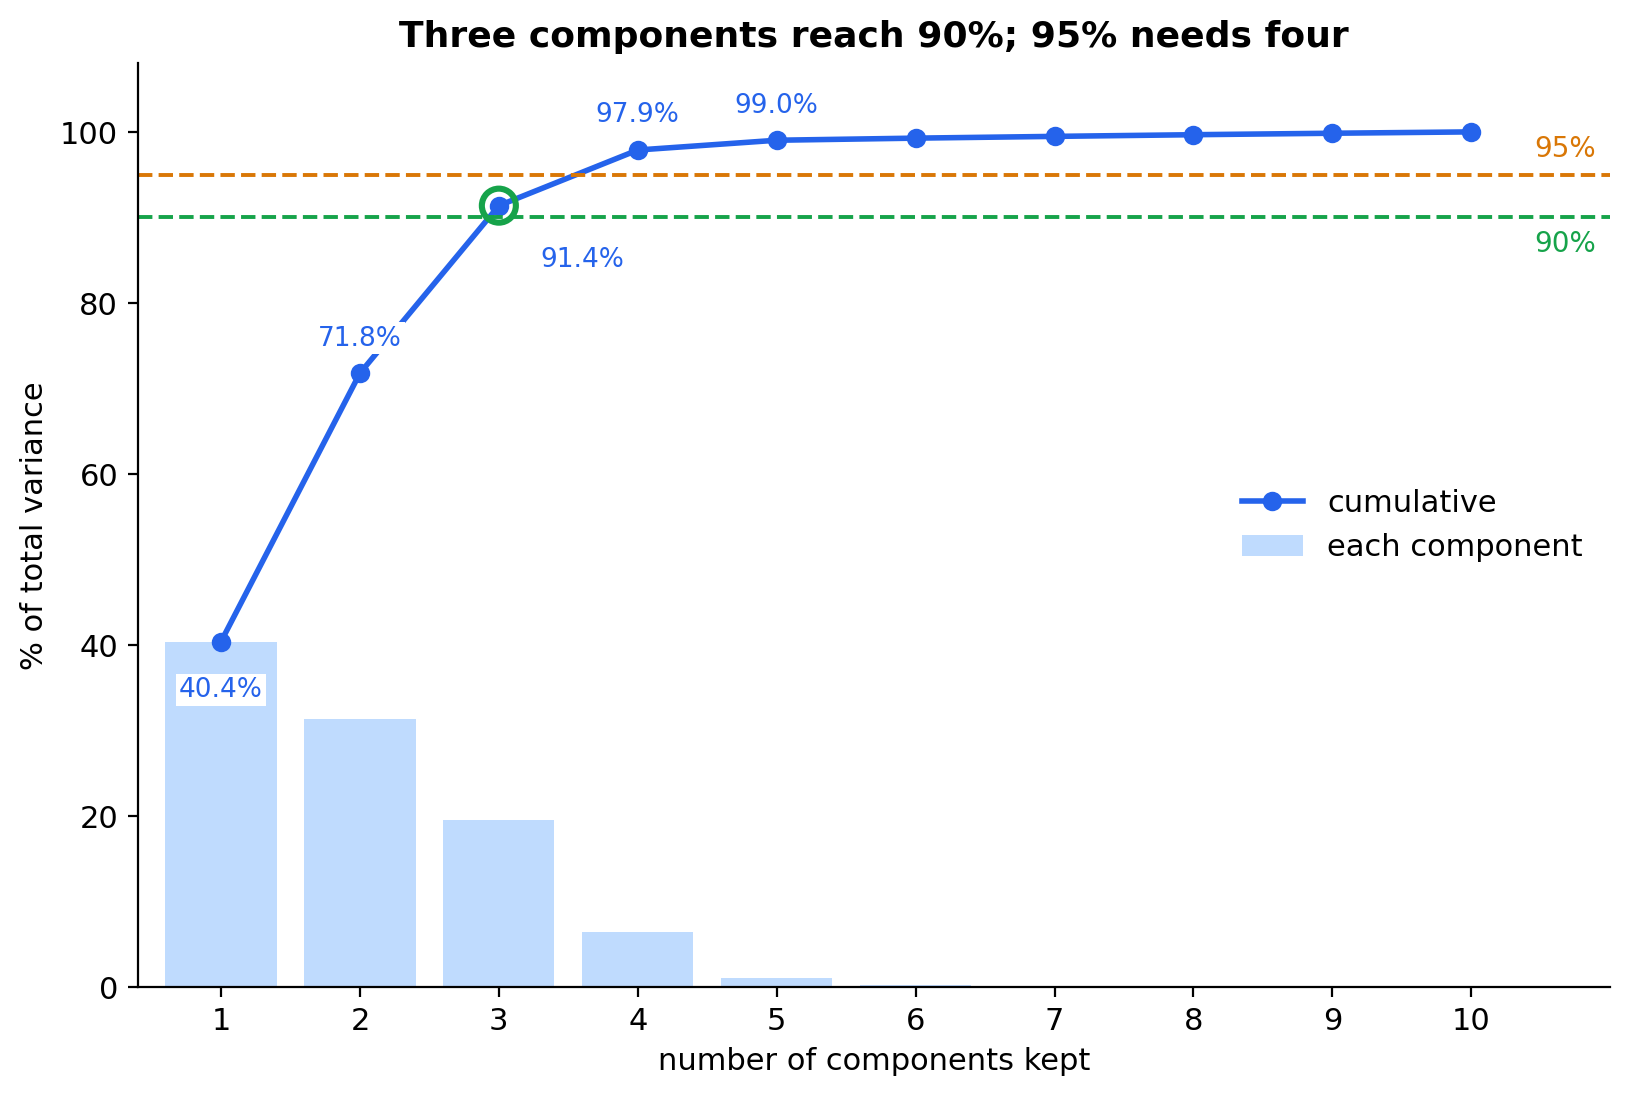 Three components reach 90%; 95% needs four
97.9%
99.0%
100
95%
90%
91.4%
80
71.8%
% of total variance
60
cumulative
each component
40
40.4%
20
0
1 2 3 4 5 6 7 8 9 10
number of components kept